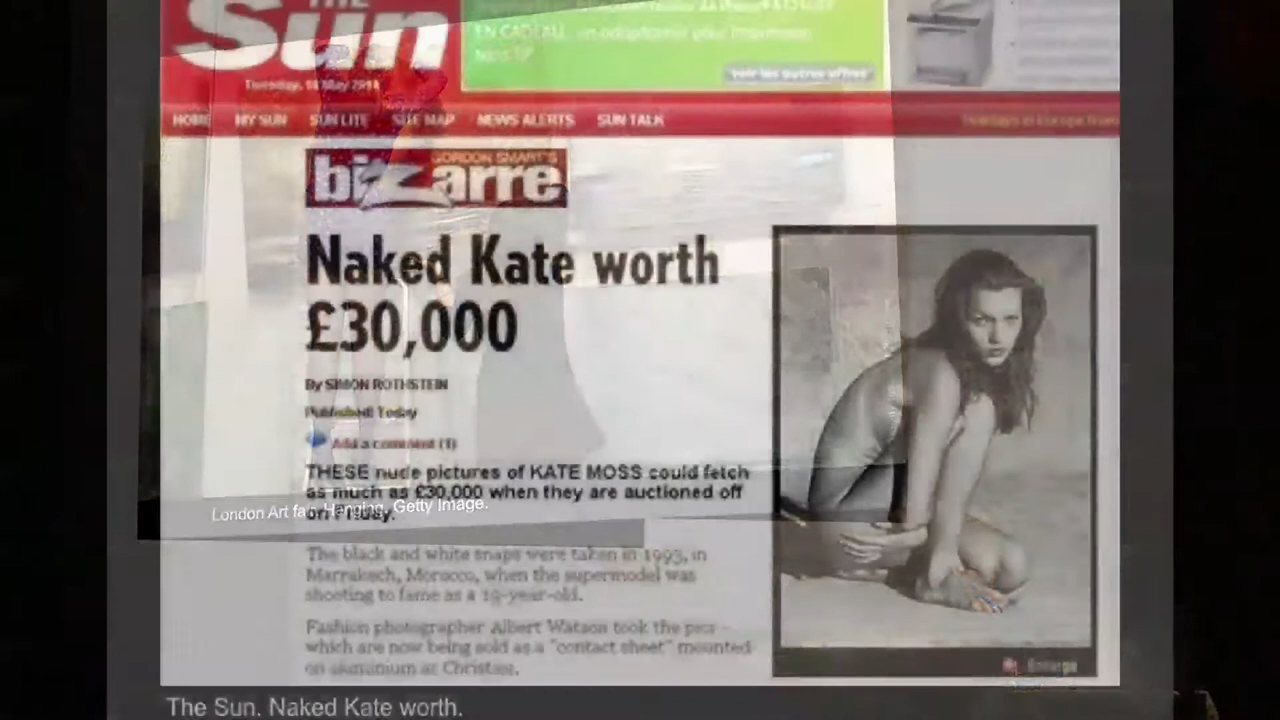 THE
Sun
EN CADEAU
Voir les autres offres
HOME MY SUN SUN LITE SITE MAP NEWS ALERTS SUN TALK
GORDON SMART'S
bizarre
Naked Kate worth
£30,000
By SIMON ROTHSTEIN
Published: Today
Add a comment (1)
THESE nude pictures of KATE MOSS could fetch
as much as £30,000 when they are auctioned off
on Friday.
London Art fair. Hanging, Getty Image.
The black and white snaps were taken in 1993, in
Marrakech, Morocco, when the supermodel was
shooting to fame as a 19-year-old.
Fashion photographer Albert Watson took the pics -
which are now being sold as a "contact sheet" mounted
on aluminium at Christies.
Enlarge
The Sun. Naked Kate worth.